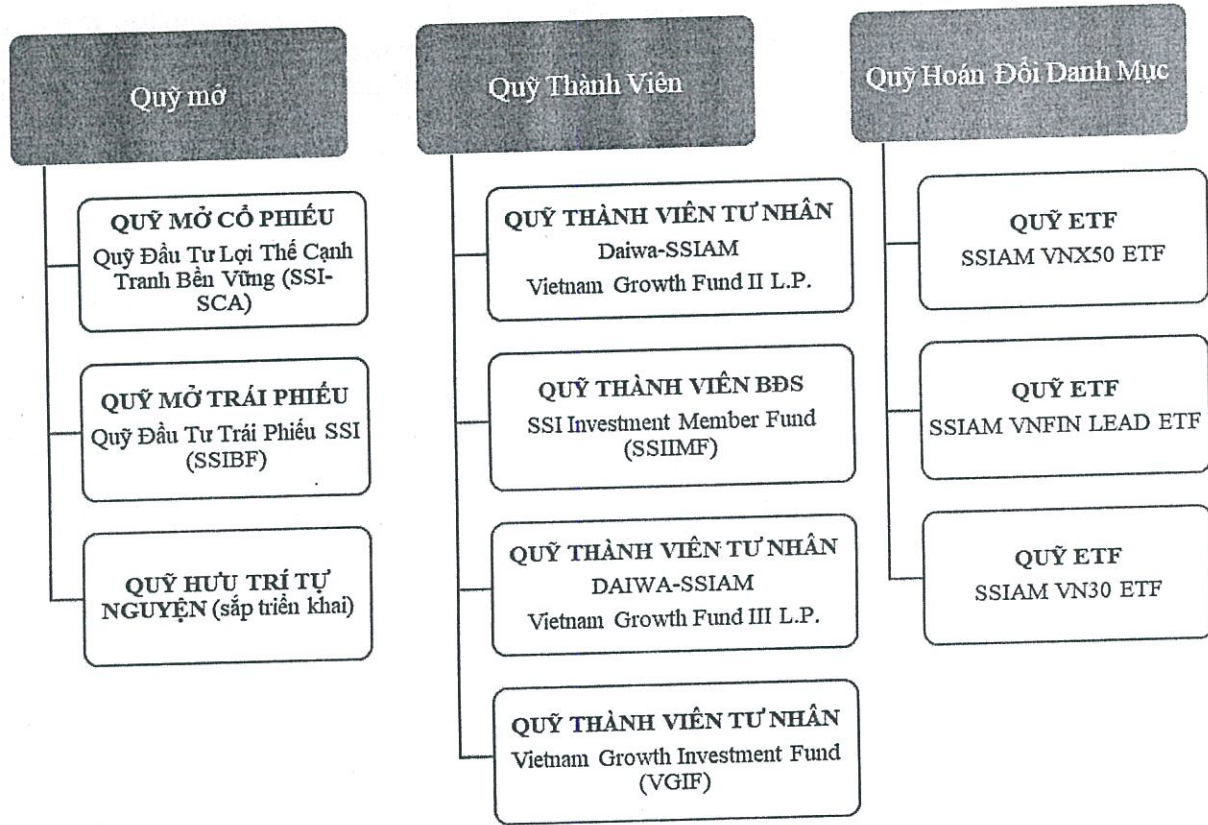 Quỹ mở
QUỸ MỞ CỔ PHIẾU
Quỹ Đầu Tư Lợi Thế Cạnh
Tranh Bền Vững (SSI-
SCA)
QUỸ MỞ TRÁI PHIẾU
Quỹ Đầu Tư Trái Phiếu SSI
(SSIBF)
QUỸ HƯU TRÍ TỰ
NGUYỆN (sắp triển khai)
Quỹ Thành Viên
QUỸ THÀNH VIÊN TƯ NHÂN
Daiwa-SSIAM
Vietnam Growth Fund II L.P.
QUỸ THÀNH VIÊN BĐS
SSI Investment Member Fund
(SSIIMF)
QUỸ THÀNH VIÊN TƯ NHÂN
DAIWA-SSIAM
Vietnam Growth Fund III L.P.
QUỸ THÀNH VIÊN TƯ NHÂN
Vietnam Growth Investment Fund
(VGIF)
Quỹ Hoán Đổi Danh Mục
QUỸ ETF
SSIAM VNX50 ETF
QUỸ ETF
SSIAM VNFIN LEAD ETF
QUỸ ETF
SSIAM VN30 ETF